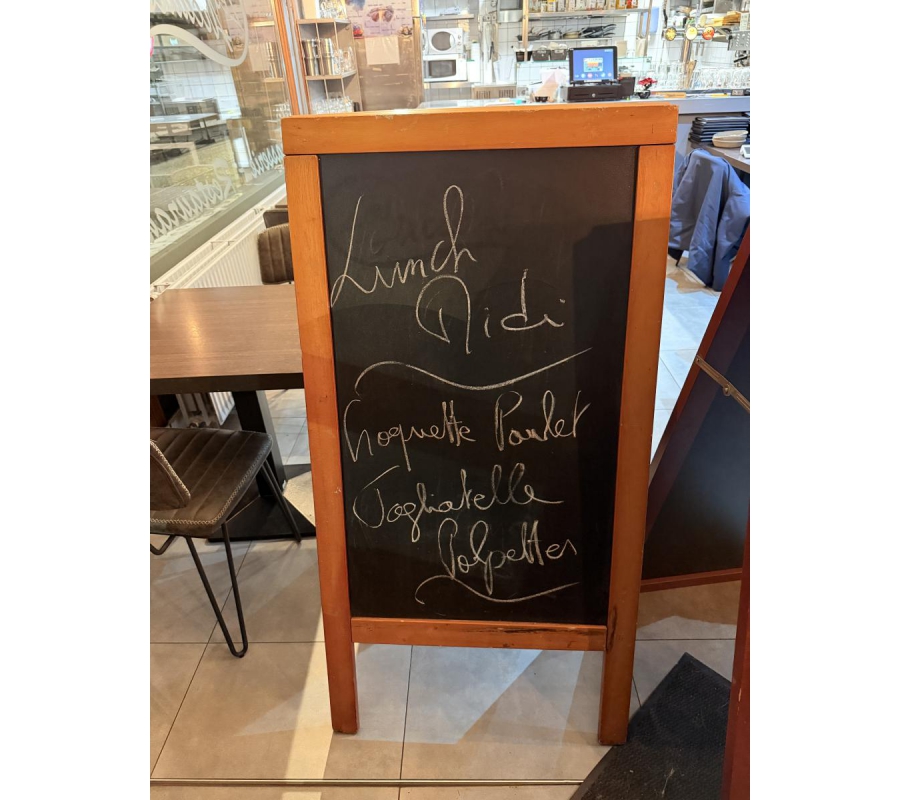 Lunch
Midi
Croquette Poulet
Tagliatelle
Polpettes